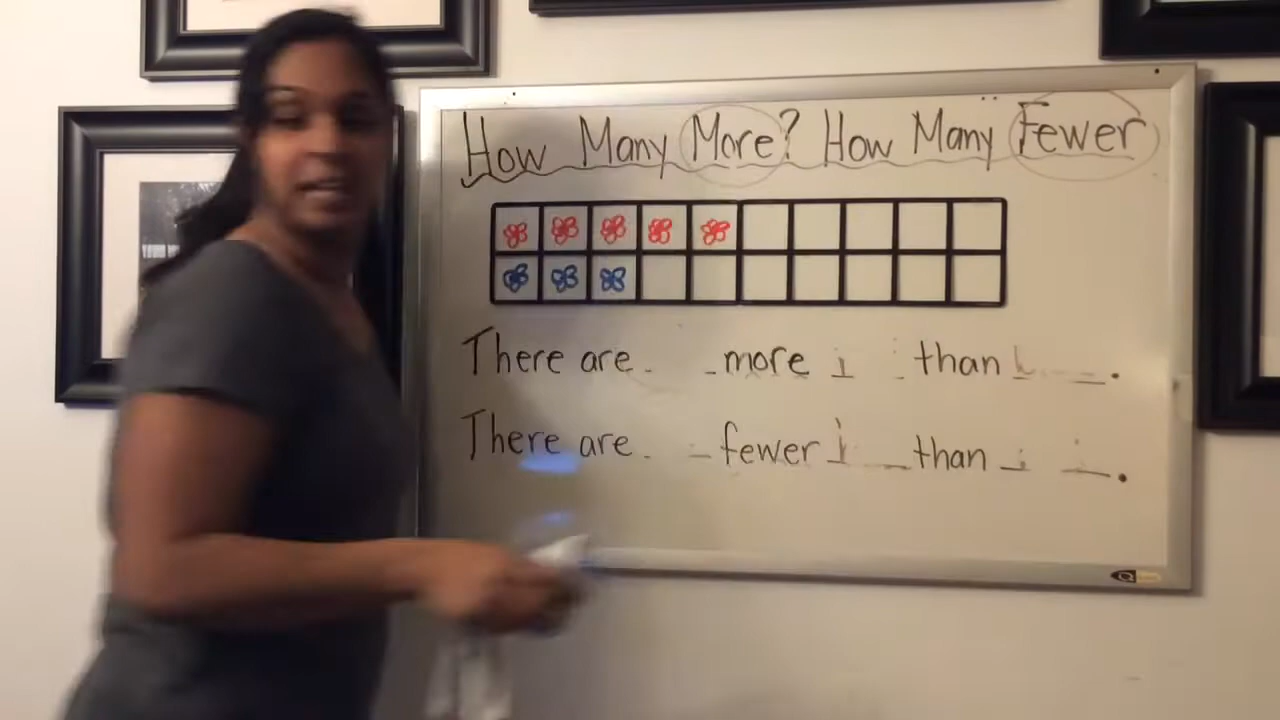 How Many More? How Many Fewer
There are more than .
There are fewer than .